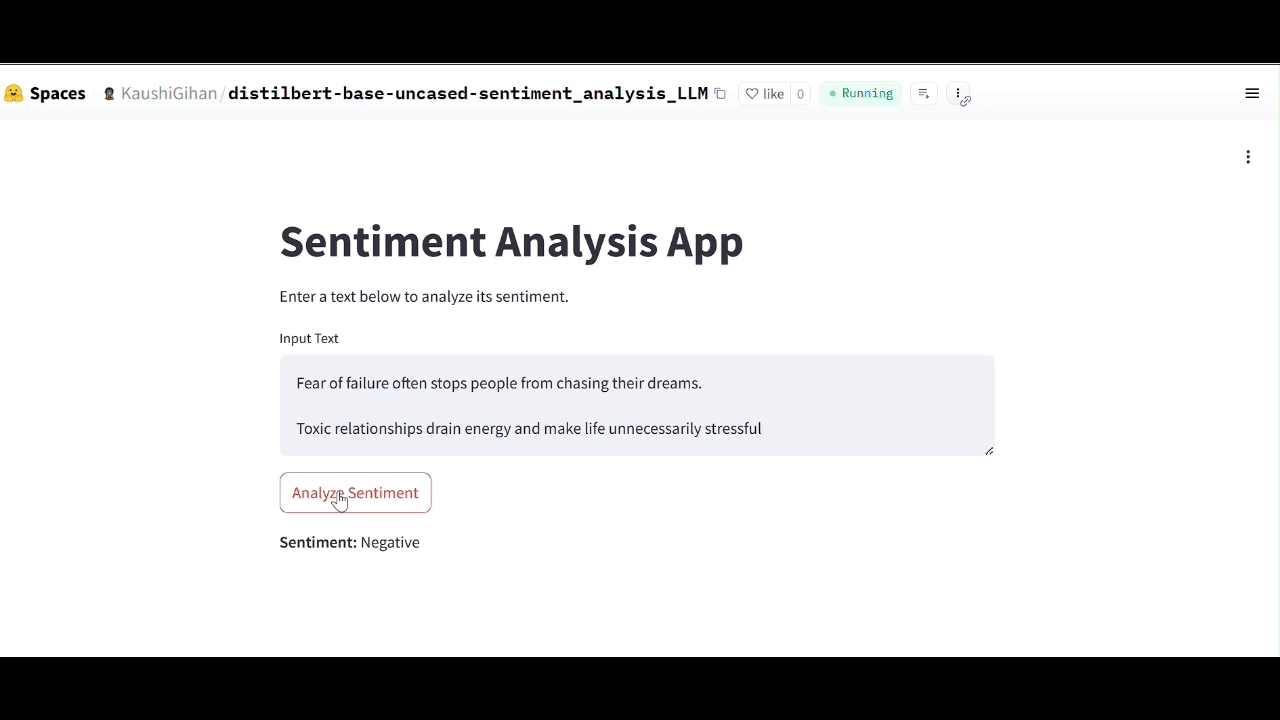 Spaces KaushiGihan/distilbert-base-uncased-sentiment_analysis_LLM like 0 Running
Sentiment Analysis App
Enter a text below to analyze its sentiment.
Input Text
Fear of failure often stops people from chasing their dreams.
Toxic relationships drain energy and make life unnecessarily stressful
Analyze Sentiment
Sentiment: Negative